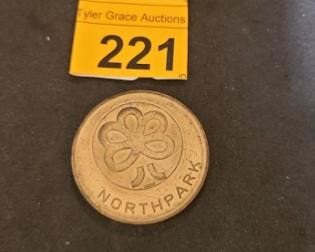 Tyler Grace Auctions
221
NORTHPARK